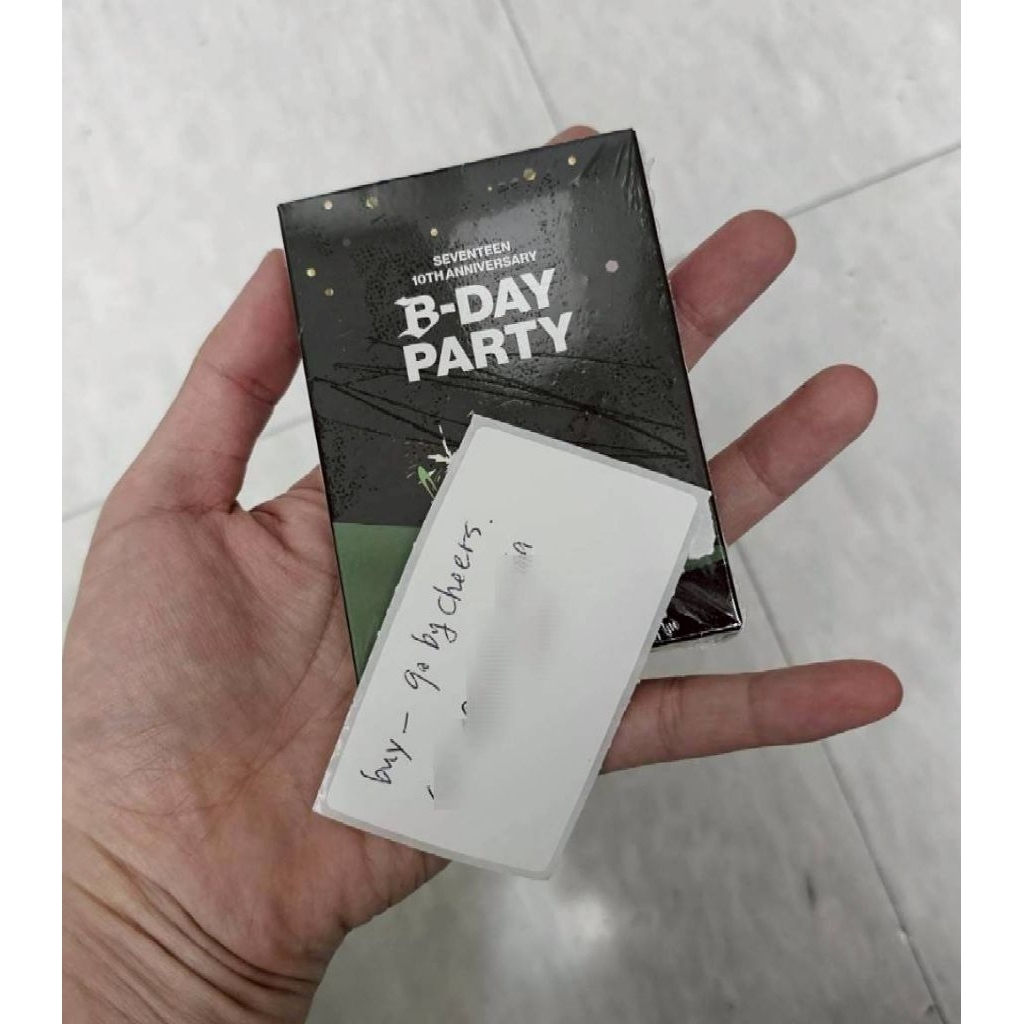 SEVENTEEN
10TH ANNIVERSARY
B-DAY
PARTY
buy - go by cheers.